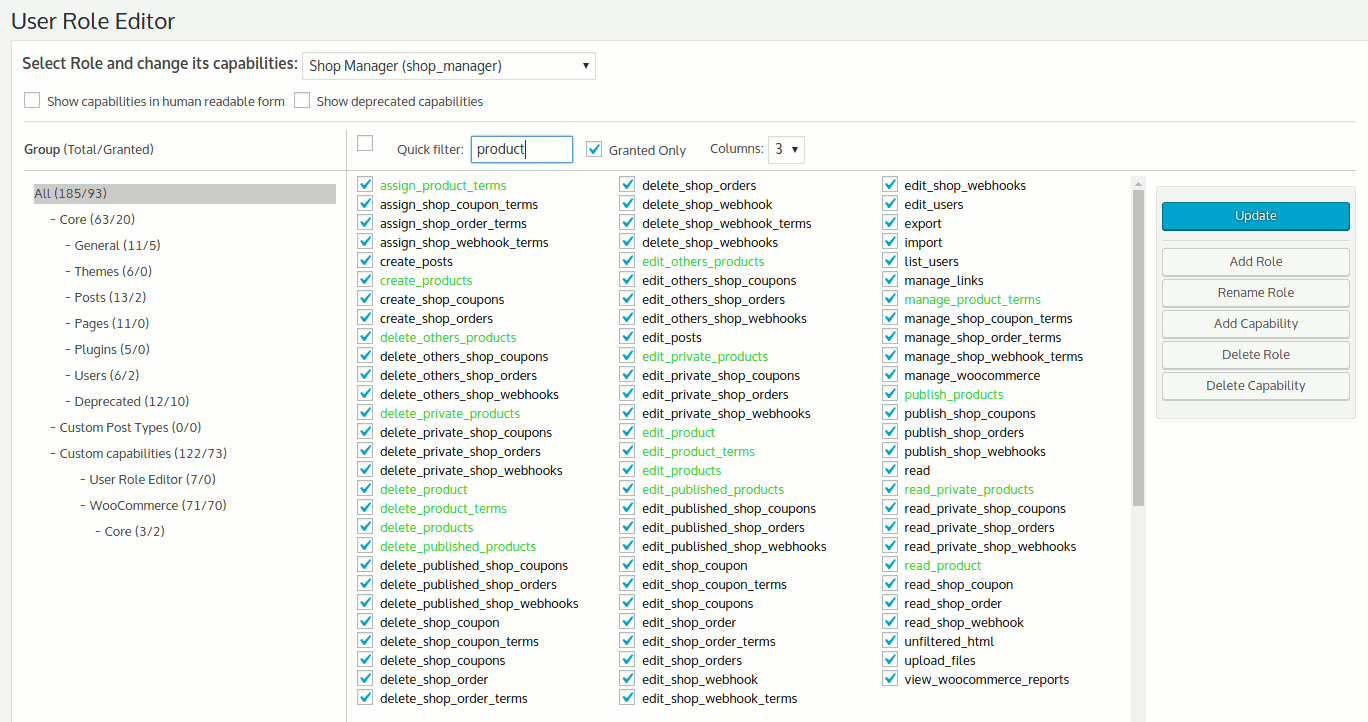 User Role Editor
Select Role and change its capabilities: Shop Manager (shop_manager)
Show capabilities in human readable form Show deprecated capabilities
Group (Total/Granted)
Quick filter: product Granted Only Columns: 3
All (185/93)
- Core (63/20)
- General (11/5)
- Themes (6/0)
- Posts (13/2)
- Pages (11/0)
- Plugins (5/0)
- Users (6/2)
- Deprecated (12/10)
- Custom Post Types (0/0)
- Custom capabilities (122/73)
- User Role Editor (7/0)
- WooCommerce (71/70)
- Core (3/2)
assign_product_terms
assign_shop_coupon_terms
assign_shop_order_terms
assign_shop_webhook_terms
create_posts
create_products
create_shop_coupons
create_shop_orders
delete_others_products
delete_others_shop_coupons
delete_others_shop_orders
delete_others_shop_webhooks
delete_private_products
delete_private_shop_coupons
delete_private_shop_orders
delete_private_shop_webhooks
delete_product
delete_product_terms
delete_products
delete_published_products
delete_published_shop_coupons
delete_published_shop_orders
delete_published_shop_webhooks
delete_shop_coupon
delete_shop_coupon_terms
delete_shop_coupons
delete_shop_order
delete_shop_order_terms
delete_shop_orders
delete_shop_webhook
delete_shop_webhook_terms
delete_shop_webhooks
edit_others_products
edit_others_shop_coupons
edit_others_shop_orders
edit_others_shop_webhooks
edit_posts
edit_private_products
edit_private_shop_coupons
edit_private_shop_orders
edit_private_shop_webhooks
edit_product
edit_product_terms
edit_products
edit_published_products
edit_published_shop_coupons
edit_published_shop_orders
edit_published_shop_webhooks
edit_shop_coupon
edit_shop_coupon_terms
edit_shop_coupons
edit_shop_order
edit_shop_order_terms
edit_shop_orders
edit_shop_webhook
edit_shop_webhook_terms
edit_shop_webhooks
edit_users
export
import
list_users
manage_links
manage_product_terms
manage_shop_coupon_terms
manage_shop_order_terms
manage_shop_webhook_terms
manage_woocommerce
publish_products
publish_shop_coupons
publish_shop_orders
publish_shop_webhooks
read
read_private_products
read_private_shop_coupons
read_private_shop_orders
read_private_shop_webhooks
read_product
read_shop_coupon
read_shop_order
read_shop_webhook
unfiltered_html
upload_files
view_woocommerce_reports
Update
Add Role
Rename Role
Add Capability
Delete Role
Delete Capability